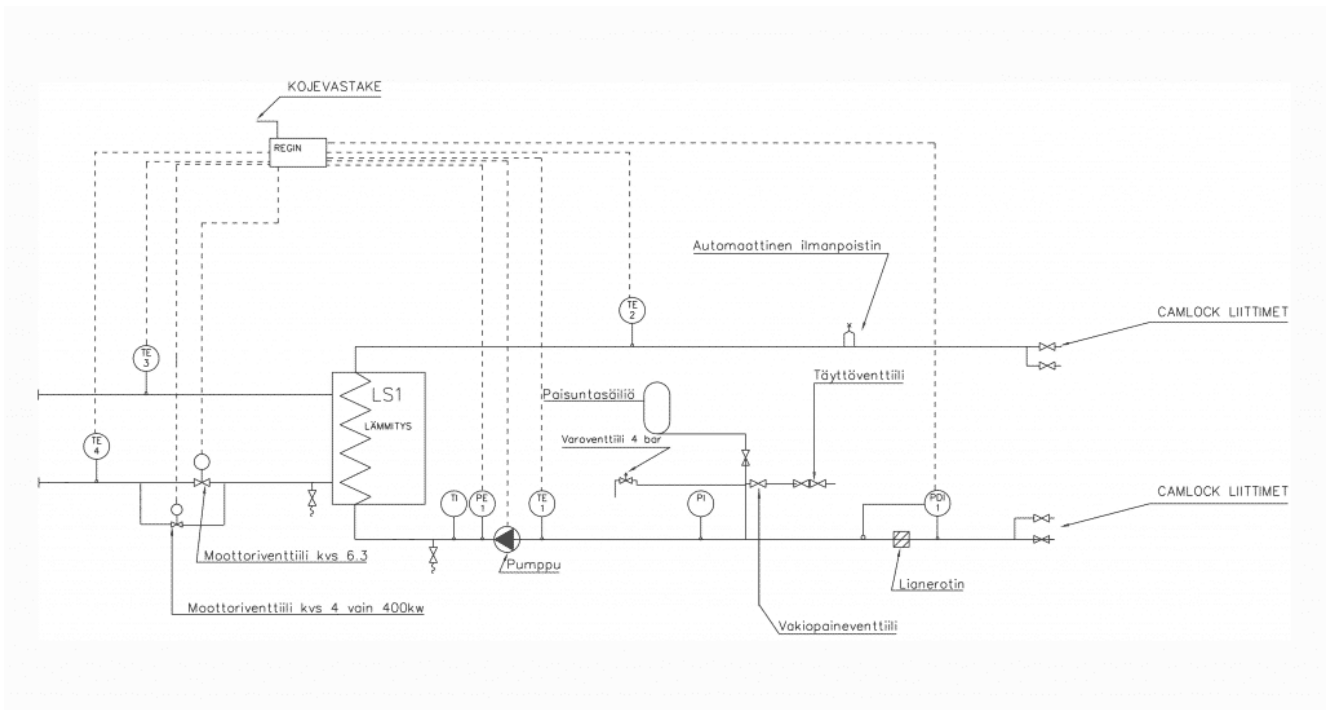 KOJEVASTAKE
REGIN
Automaattinen ilmanpoistin
TE
2
CAMLOCK LIITTIMET
TE
3
LS1
LÄMMITYS
Paisuntasäiliö
Täyttöventtiili
TE
4
Varoventtiili 4 bar
TI
PE
1
TE
1
PI
PDI
1
CAMLOCK LIITTIMET
Moottoriventtiili kvs 6.3
Pumppu
Lianerotin
Moottoriventtiili kvs 4 vain 400kw
Vakiopaineventtiili